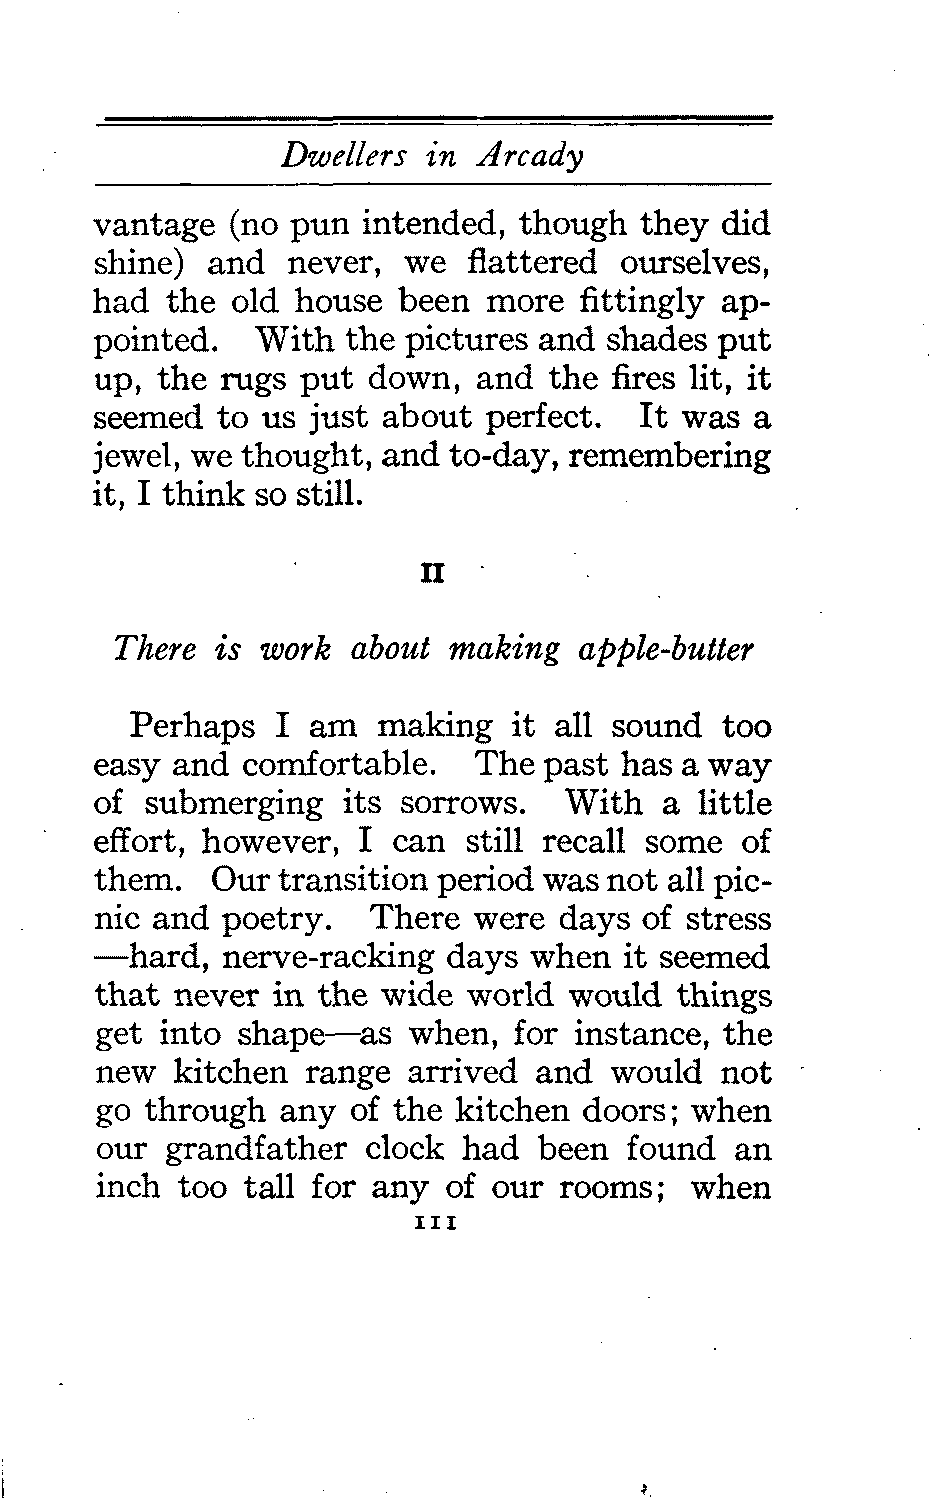 Dwellers in Arcady
vantage (no pun intended, though they did
shine) and never, we flattered ourselves,
had the old house been more fittingly ap-
pointed. With the pictures and shades put
up, the rugs put down, and the fires lit, it
seemed to us just about perfect. It was a
jewel, we thought, and to-day, remembering
it, I think so still.
II
There is work about making apple-butter
Perhaps I am making it all sound too
easy and comfortable. The past has a way
of submerging its sorrows. With a little
effort, however, I can still recall some of
them. Our transition period was not all pic-
nic and poetry. There were days of stress
—hard, nerve-racking days when it seemed
that never in the wide world would things
get into shape—as when, for instance, the
new kitchen range arrived and would not
go through any of the kitchen doors; when
our grandfather clock had been found an
inch too tall for any of our rooms; when
111